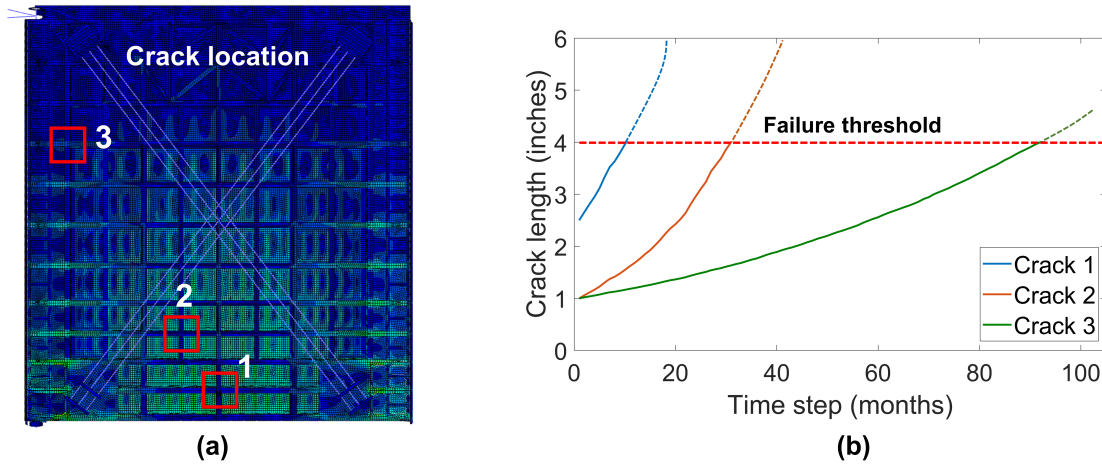 Crack location
3
2
1
(a)
Crack length (inches)
6
5
4
3
2
1
0
Failure threshold
Crack 1
Crack 2
Crack 3
0
20
40
60
80
100
Time step (months)
(b)